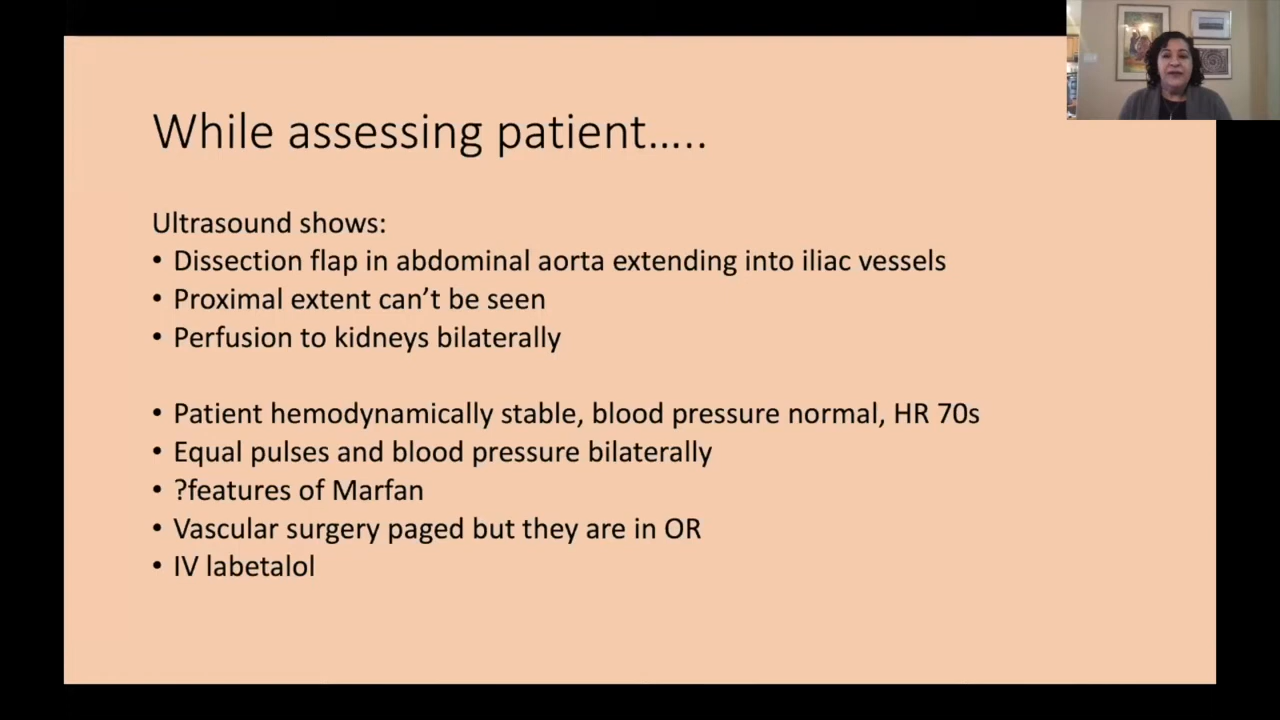 While assessing patient.....
Ultrasound shows:
• Dissection flap in abdominal aorta extending into iliac vessels
• Proximal extent can’t be seen
• Perfusion to kidneys bilaterally
• Patient hemodynamically stable, blood pressure normal, HR 70s
• Equal pulses and blood pressure bilaterally
• ?features of Marfan
• Vascular surgery paged but they are in OR
• IV labetalol